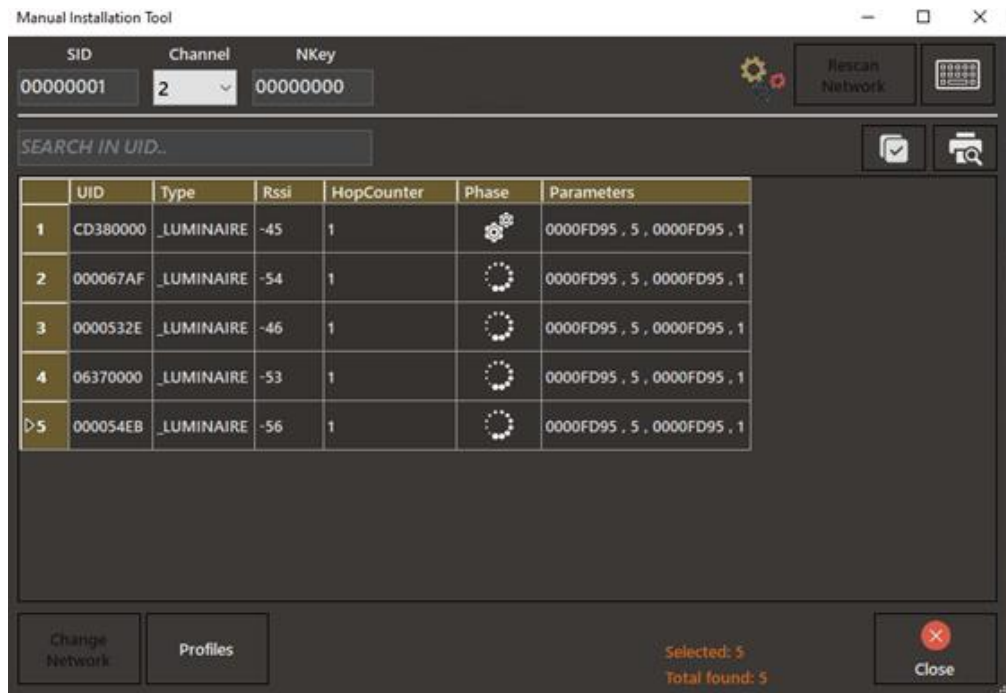 Manual Installation Tool
SID Channel NKey
00000001 2 00000000
Rescan
Network
SEARCH IN UID..
UID Type Rssi HopCounter Phase Parameters
1 CD380000 _LUMINAIRE -45 1 0000FD95 , 5 , 0000FD95 , 1
2 000067AF _LUMINAIRE -54 1 0000FD95 , 5 , 0000FD95 , 1
3 0000532E _LUMINAIRE -46 1 0000FD95 , 5 , 0000FD95 , 1
4 06370000 _LUMINAIRE -53 1 0000FD95 , 5 , 0000FD95 , 1
5 000054EB _LUMINAIRE -56 1 0000FD95 , 5 , 0000FD95 , 1
Change
Network
Profiles
Selected: 5
Total found: 5
Close